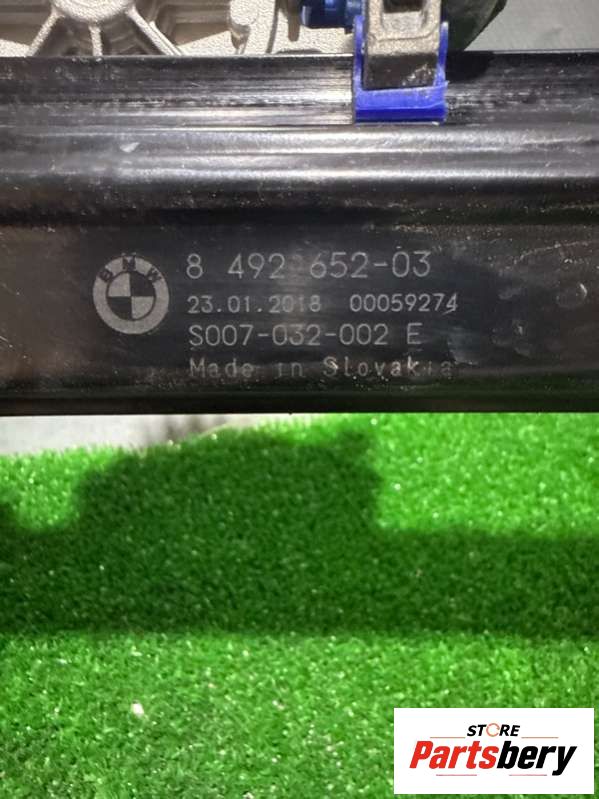 BMW
8 492 652-03
23.01.2018 00059274
S007-032-002 E
Made in Slovakia
STORE
Partsbery